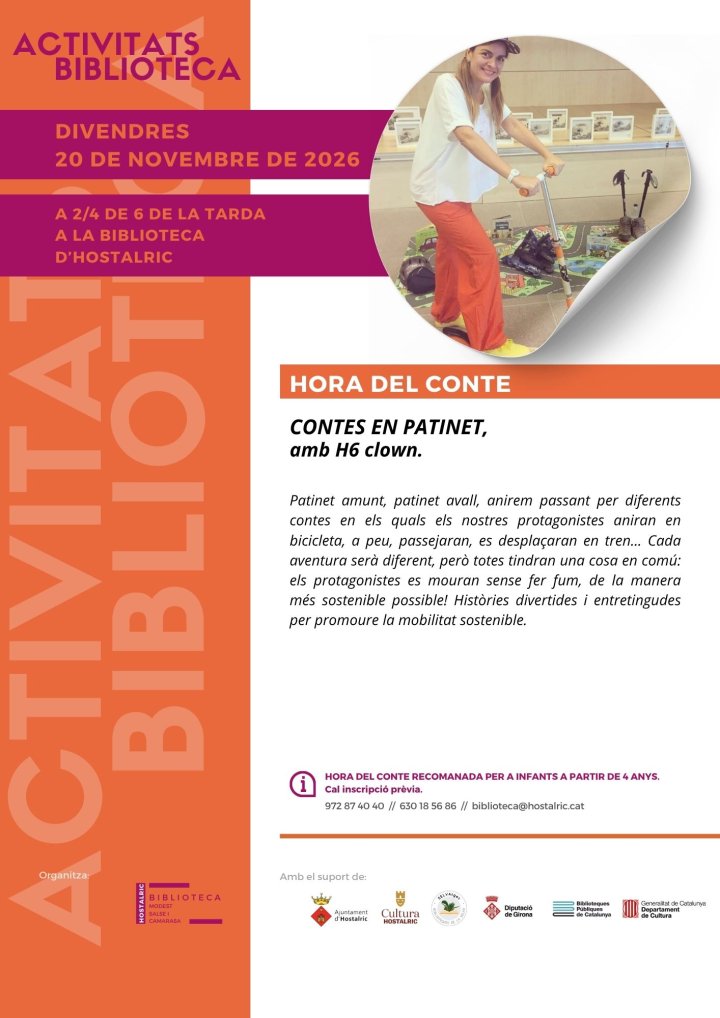 ACTIVITATS
BIBLIOTECA
DIVENDRES
20 DE NOVEMBRE DE 2026
A 2/4 DE 6 DE LA TARDA
A LA BIBLIOTECA
D'HOSTALRIC
ACTIVITATS
BIBLIOTECA
HORA DEL CONTE
CONTES EN PATINET,
amb H6 clown.
Patinet amunt, patinet avall, anirem passant per diferents
contes en els quals els nostres protagonistes aniran en
bicicleta, a peu, passejaran, es desplaçaran en tren... Cada
aventura serà diferent, però totes tindran una cosa en comú:
els protagonistes es mouran sense fer fum, de la manera
més sostenible possible! Històries divertides i entretingudes
per promoure la mobilitat sostenible.
HORA DEL CONTE RECOMANADA PER A INFANTS A PARTIR DE 4 ANYS.
Cal inscripció prèvia.
972 87 40 40 // 630 18 56 86 // biblioteca@hostalric.cat
Organitza:
HOSTALRIC
BIBLIOTECA
MODEST
SALSE I
CAMARASA
Amb el suport de:
Ajuntament
d'Hostalric
Cultura
HOSTALRIC
Diputació
de Girona
Biblioteques
Públiques
de Catalunya
Generalitat de Catalunya
Departament
de Cultura